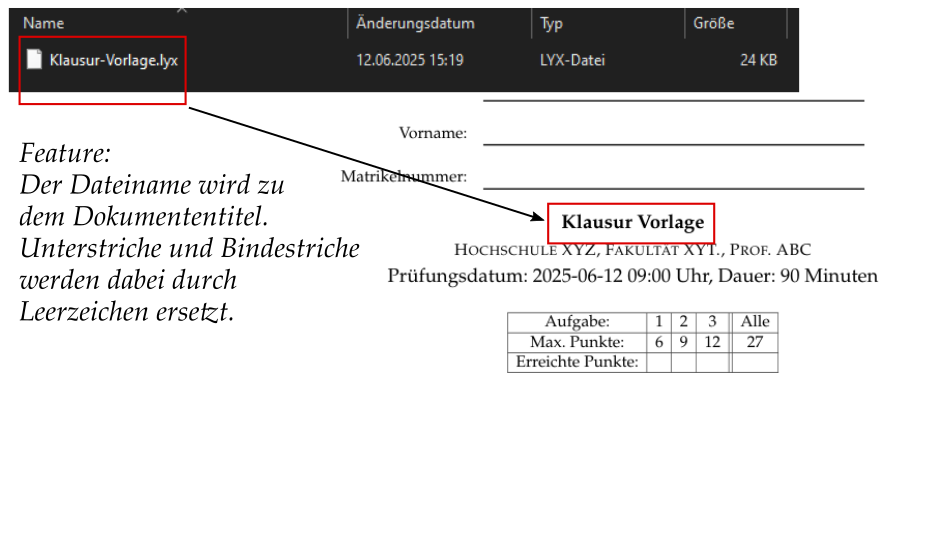 Name Änderungsdatum Typ Größe
Klausur-Vorlage.lyx 12.06.2025 15:19 LYX-Datei 24 KB
Vorname:
Matrikelnummer:
Feature:
Der Dateiname wird zu
dem Dokumententitel.
Unterstriche und Bindestriche
werden dabei durch
Leerzeichen ersetzt.
Klausur Vorlage
Hochschule XYZ, Fakultät XYT., Prof. ABC
Prüfungsdatum: 2025-06-12 09:00 Uhr, Dauer: 90 Minuten
Aufgabe: 1 2 3 Alle
Max. Punkte: 6 9 12 27
Erreichte Punkte: